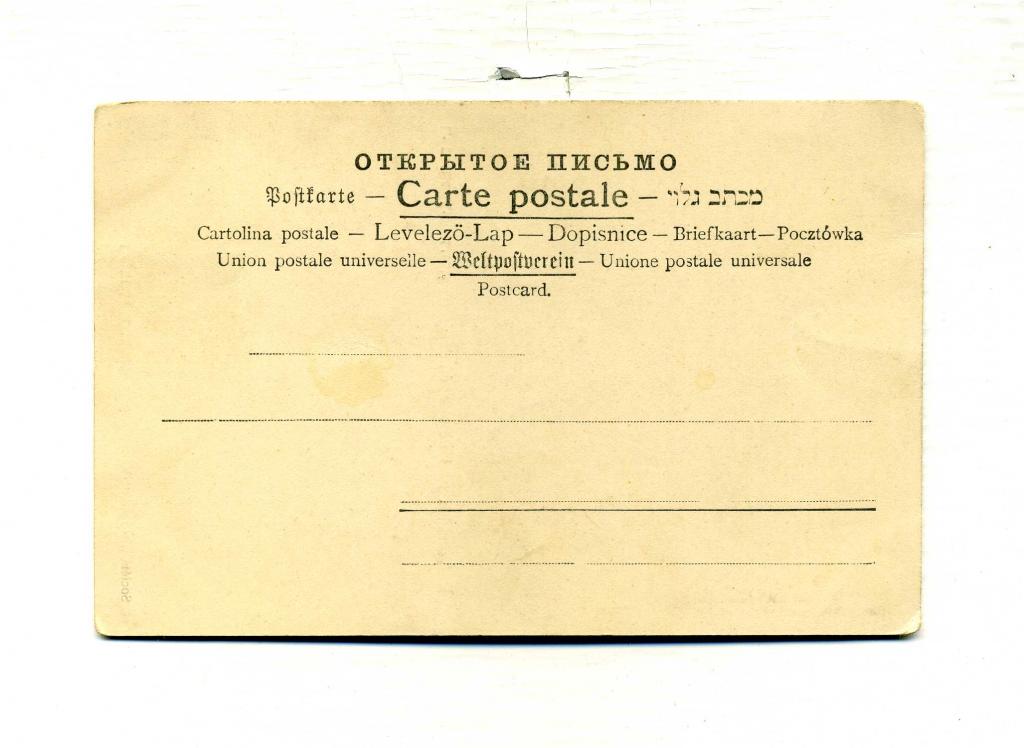 ОТКРЫТОЕ ПИСЬМО
Postkarte — Carte postale — מכתב גלוי
Cartolina postale — Levelezö-Lap — Dopisnice — Briefkaart — Pocztówka
Union postale universelle — Weltpostverein — Unione postale universale
Postcard.